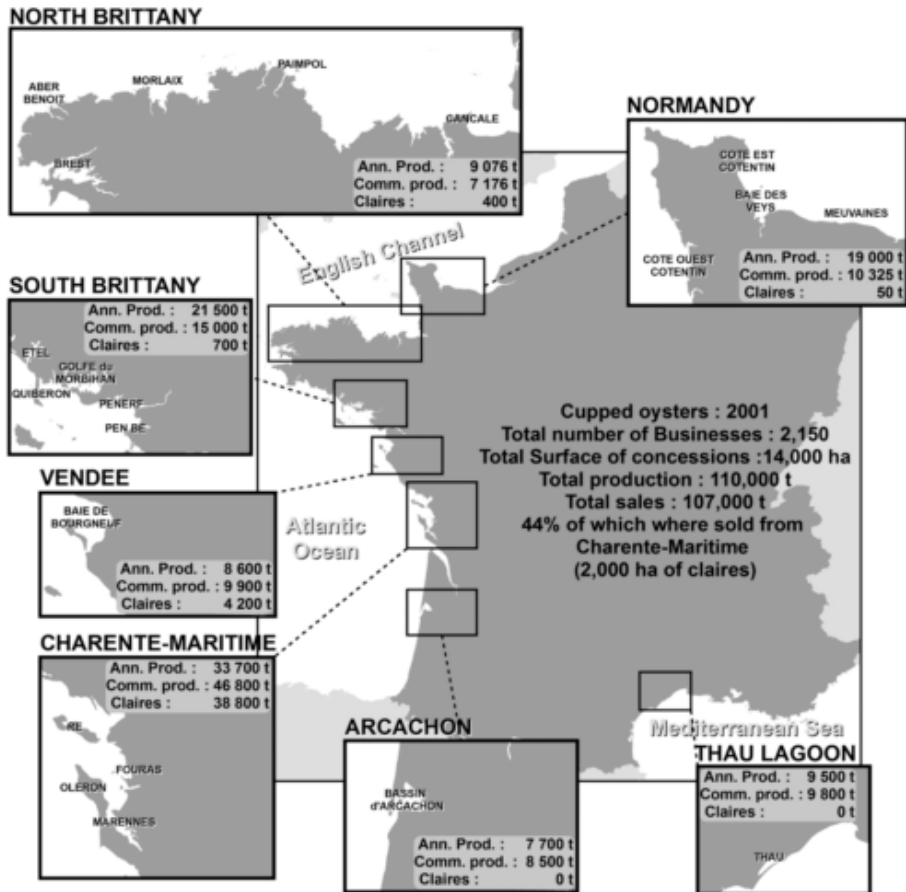 NORTH BRITTANY
ABER
BENOIT
MORLAIX
PAIMPOL
CANCALE
BREST
Ann. Prod. : 9 076 t
Comm. prod. : 7 176 t
Claires : 400 t
NORMANDY
COTE EST
COTENTIN
BAIE DES
VEYS
MEUVAINES
COTE OUEST
COTENTIN
Ann. Prod. : 19 000 t
Comm. prod. : 10 325 t
Claires : 50 t
English Channel
SOUTH BRITTANY
Ann. Prod. : 21 500 t
Comm. prod. : 15 000 t
Claires : 700 t
ETEL
GOLFE du
MORBIHAN
QUIBERON
PENERF
PEN BE
Cupped oysters : 2001
Total number of Businesses : 2,150
Total Surface of concessions :14,000 ha
Total production : 110,000 t
Total sales : 107,000 t
44% of which where sold from
Charente-Maritime
(2,000 ha of claires)
VENDEE
BAIE DE
BOURGNEUF
Ann. Prod. : 8 600 t
Comm. prod. : 9 900 t
Claires : 4 200 t
Atlantic
Ocean
CHARENTE-MARITIME
Ann. Prod. : 33 700 t
Comm. prod. : 46 800 t
Claires : 38 800 t
RE
FOURAS
OLERON
MARENNES
ARCACHON
BASSIN
d'ARCACHON
Ann. Prod. : 7 700 t
Comm. prod. : 8 500 t
Claires : 0 t
Mediterranean Sea
THAU LAGOON
Ann. Prod. : 9 500 t
Comm. prod. : 9 800 t
Claires : 0 t
THAU